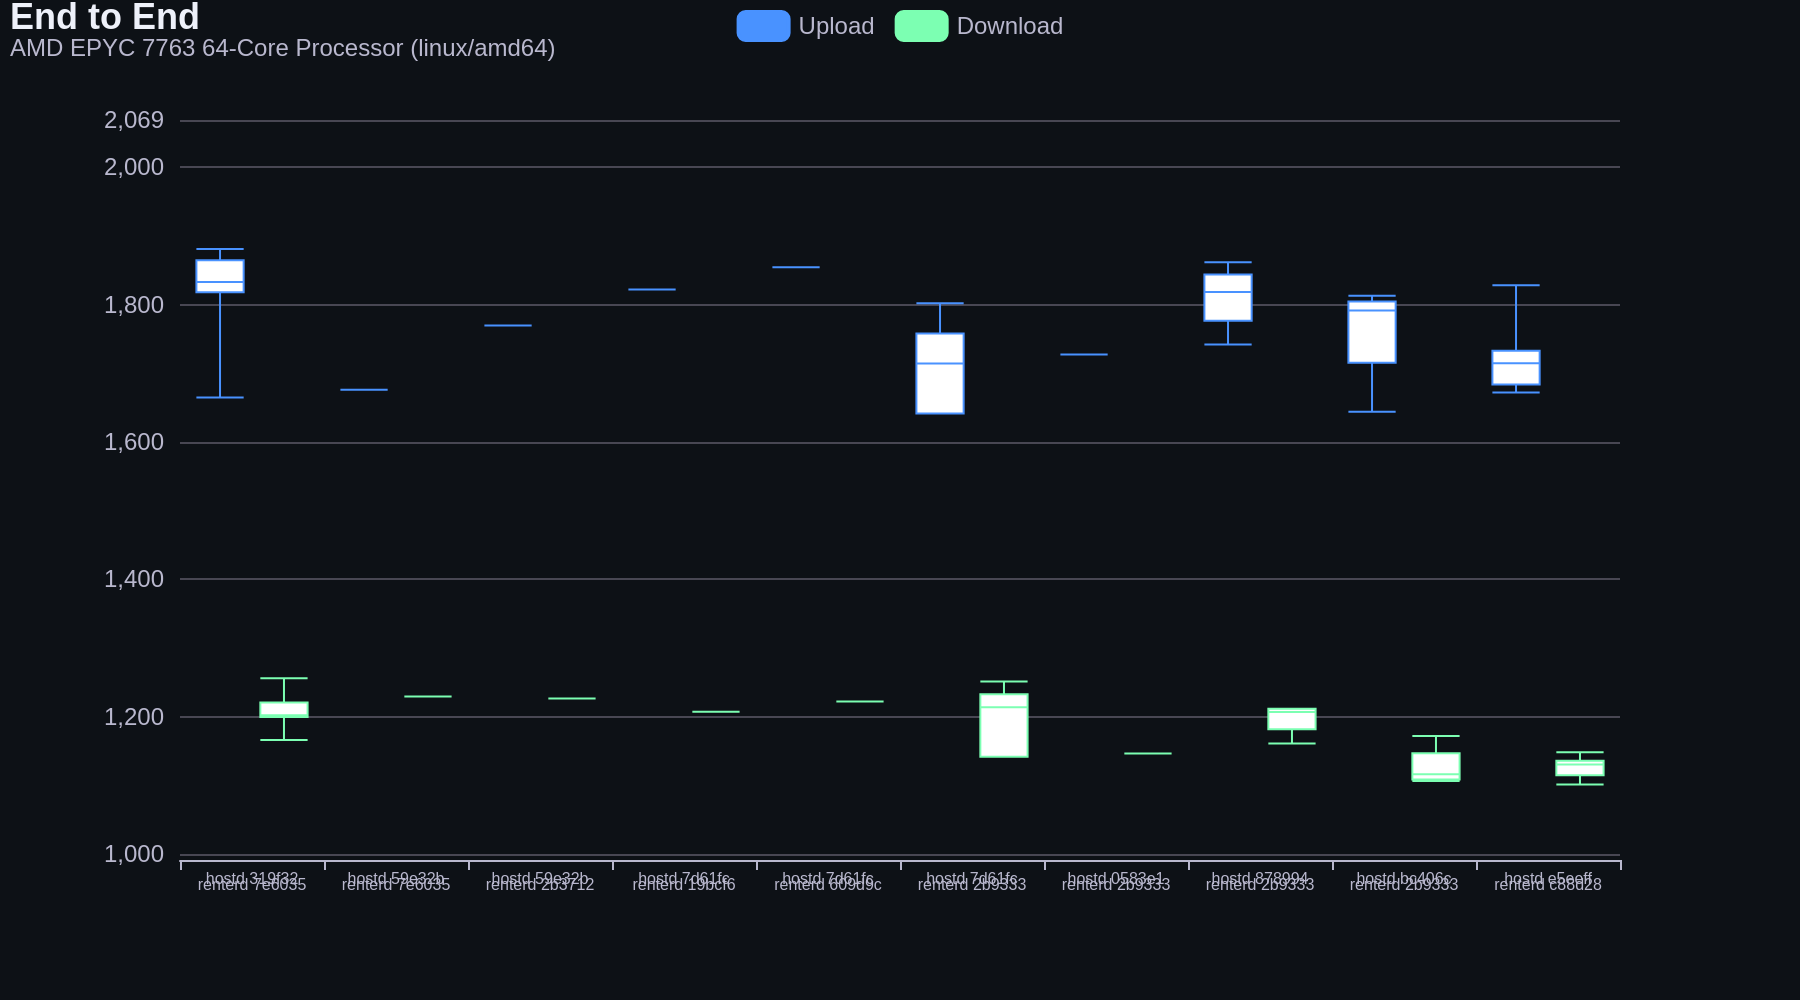 End to End
AMD EPYC 7763 64-Core Processor (linux/amd64)
Upload
Download
2,069
2,000
1,800
1,600
1,400
1,200
1,000
hostd 319f32
renterd 7e6035
hostd 59e32b
renterd 7e6035
hostd 59e32b
renterd 2b3712
hostd 7d61fc
renterd 19bcf6
hostd 7d61fc
renterd 609d9c
hostd 7d61fc
renterd 2b9333
hostd 0583e1
renterd 2b9333
hostd 878994
renterd 2b9333
hostd bc406c
renterd 2b9333
hostd e5eeff
renterd c88d28